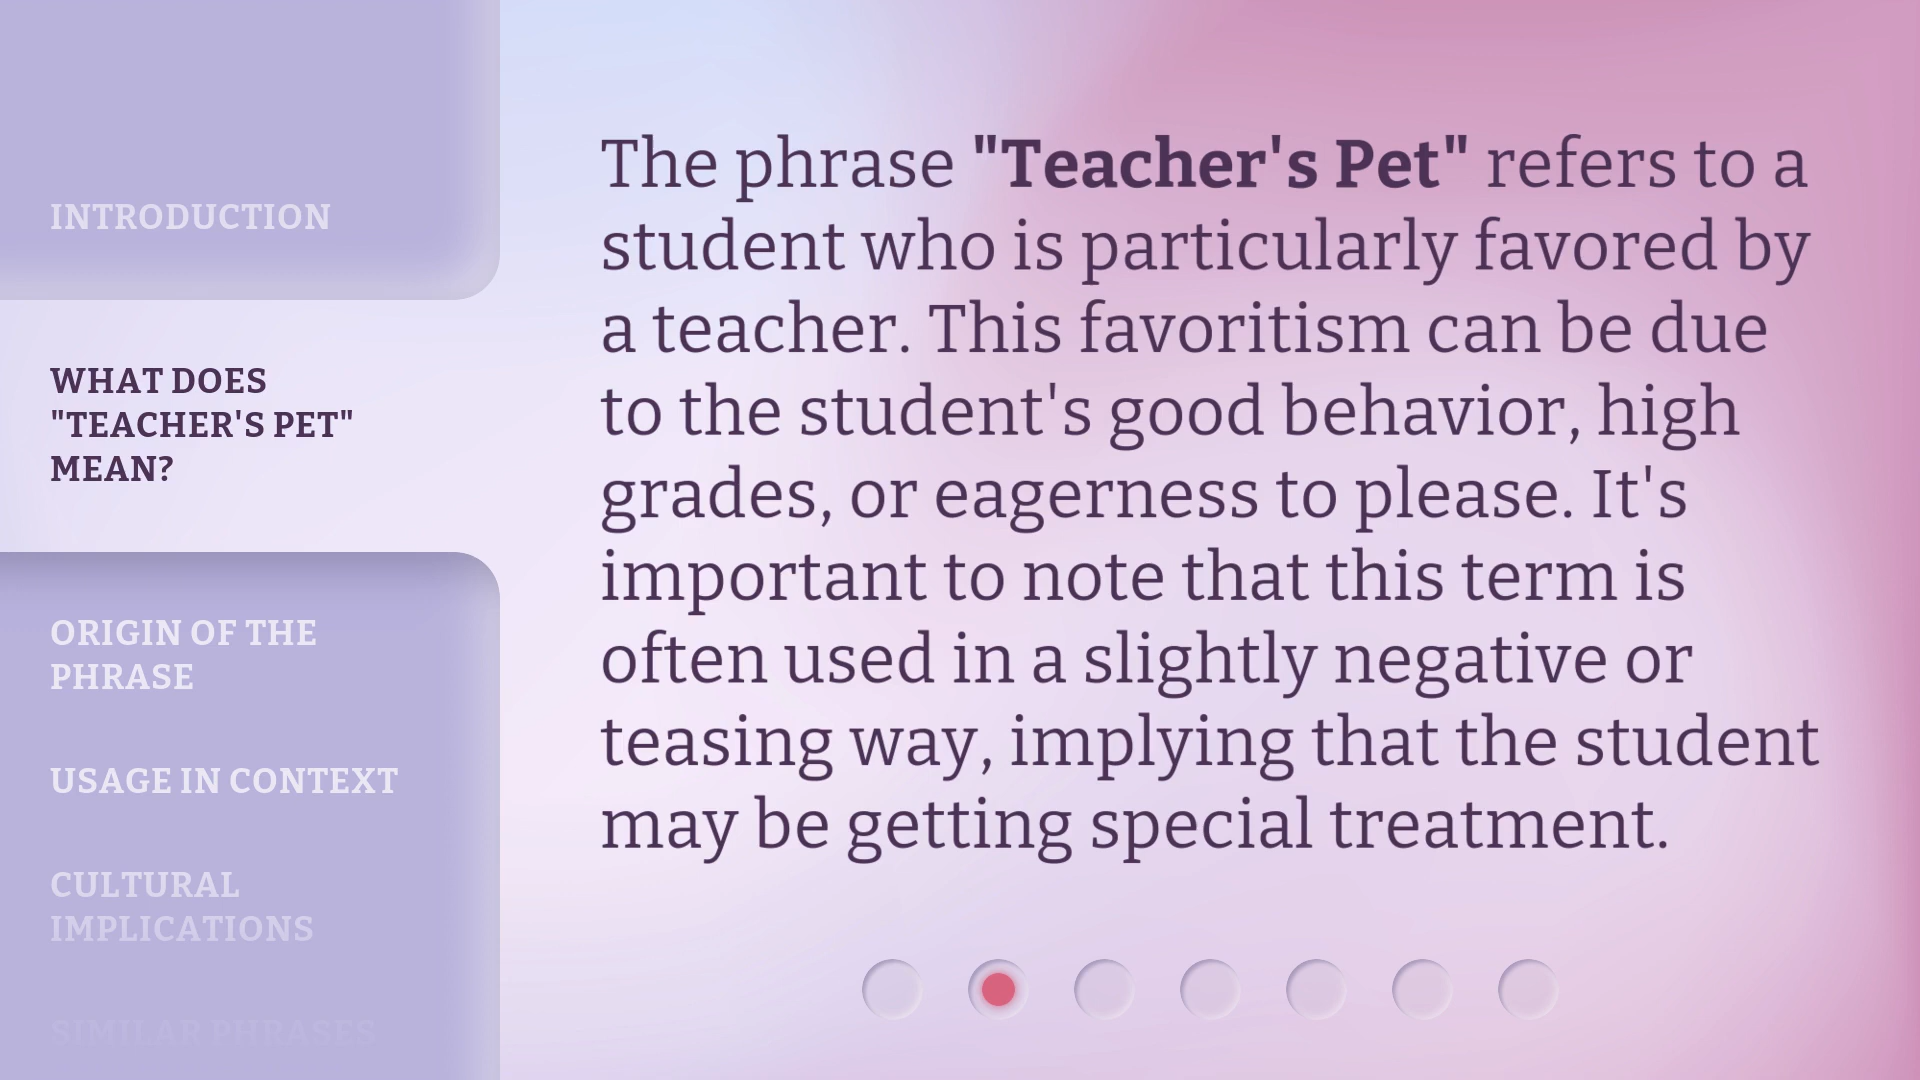 INTRODUCTION
WHAT DOES
"TEACHER'S PET"
MEAN?
ORIGIN OF THE
PHRASE
USAGE IN CONTEXT
CULTURAL
IMPLICATIONS
SIMILAR PHRASES
The phrase "Teacher's Pet" refers to a
student who is particularly favored by
a teacher. This favoritism can be due
to the student's good behavior, high
grades, or eagerness to please. It's
important to note that this term is
often used in a slightly negative or
teasing way, implying that the student
may be getting special treatment.